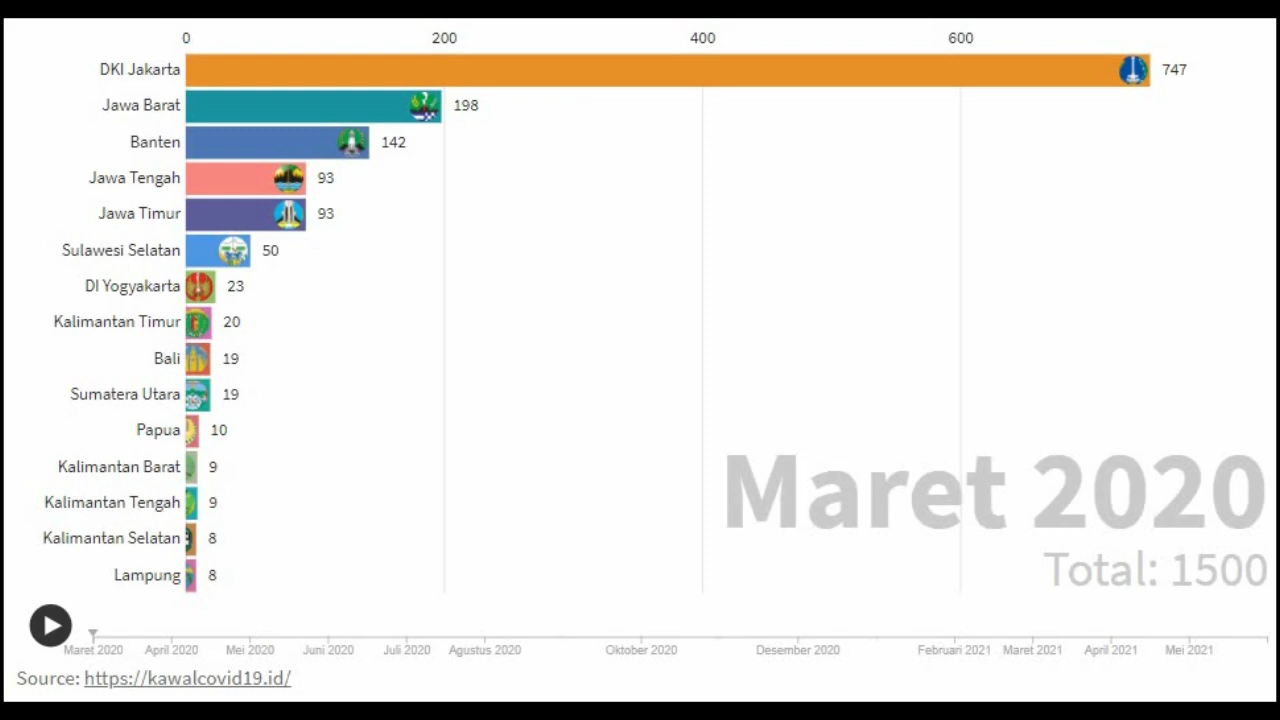 0 200 400 600
DKI Jakarta 747
Jawa Barat 198
Banten 142
Jawa Tengah 93
Jawa Timur 93
Sulawesi Selatan 50
DI Yogyakarta 23
Kalimantan Timur 20
Bali 19
Sumatera Utara 19
Papua 10
Kalimantan Barat 9
Kalimantan Tengah 9
Kalimantan Selatan 8
Lampung 8
Maret 2020
Total: 1500
Maret 2020 April 2020 Mei 2020 Juni 2020 Juli 2020 Agustus 2020 Oktober 2020 Desember 2020 Februari 2021 Maret 2021 April 2021 Mei 2021
Source: https://kawalcovid19.id/